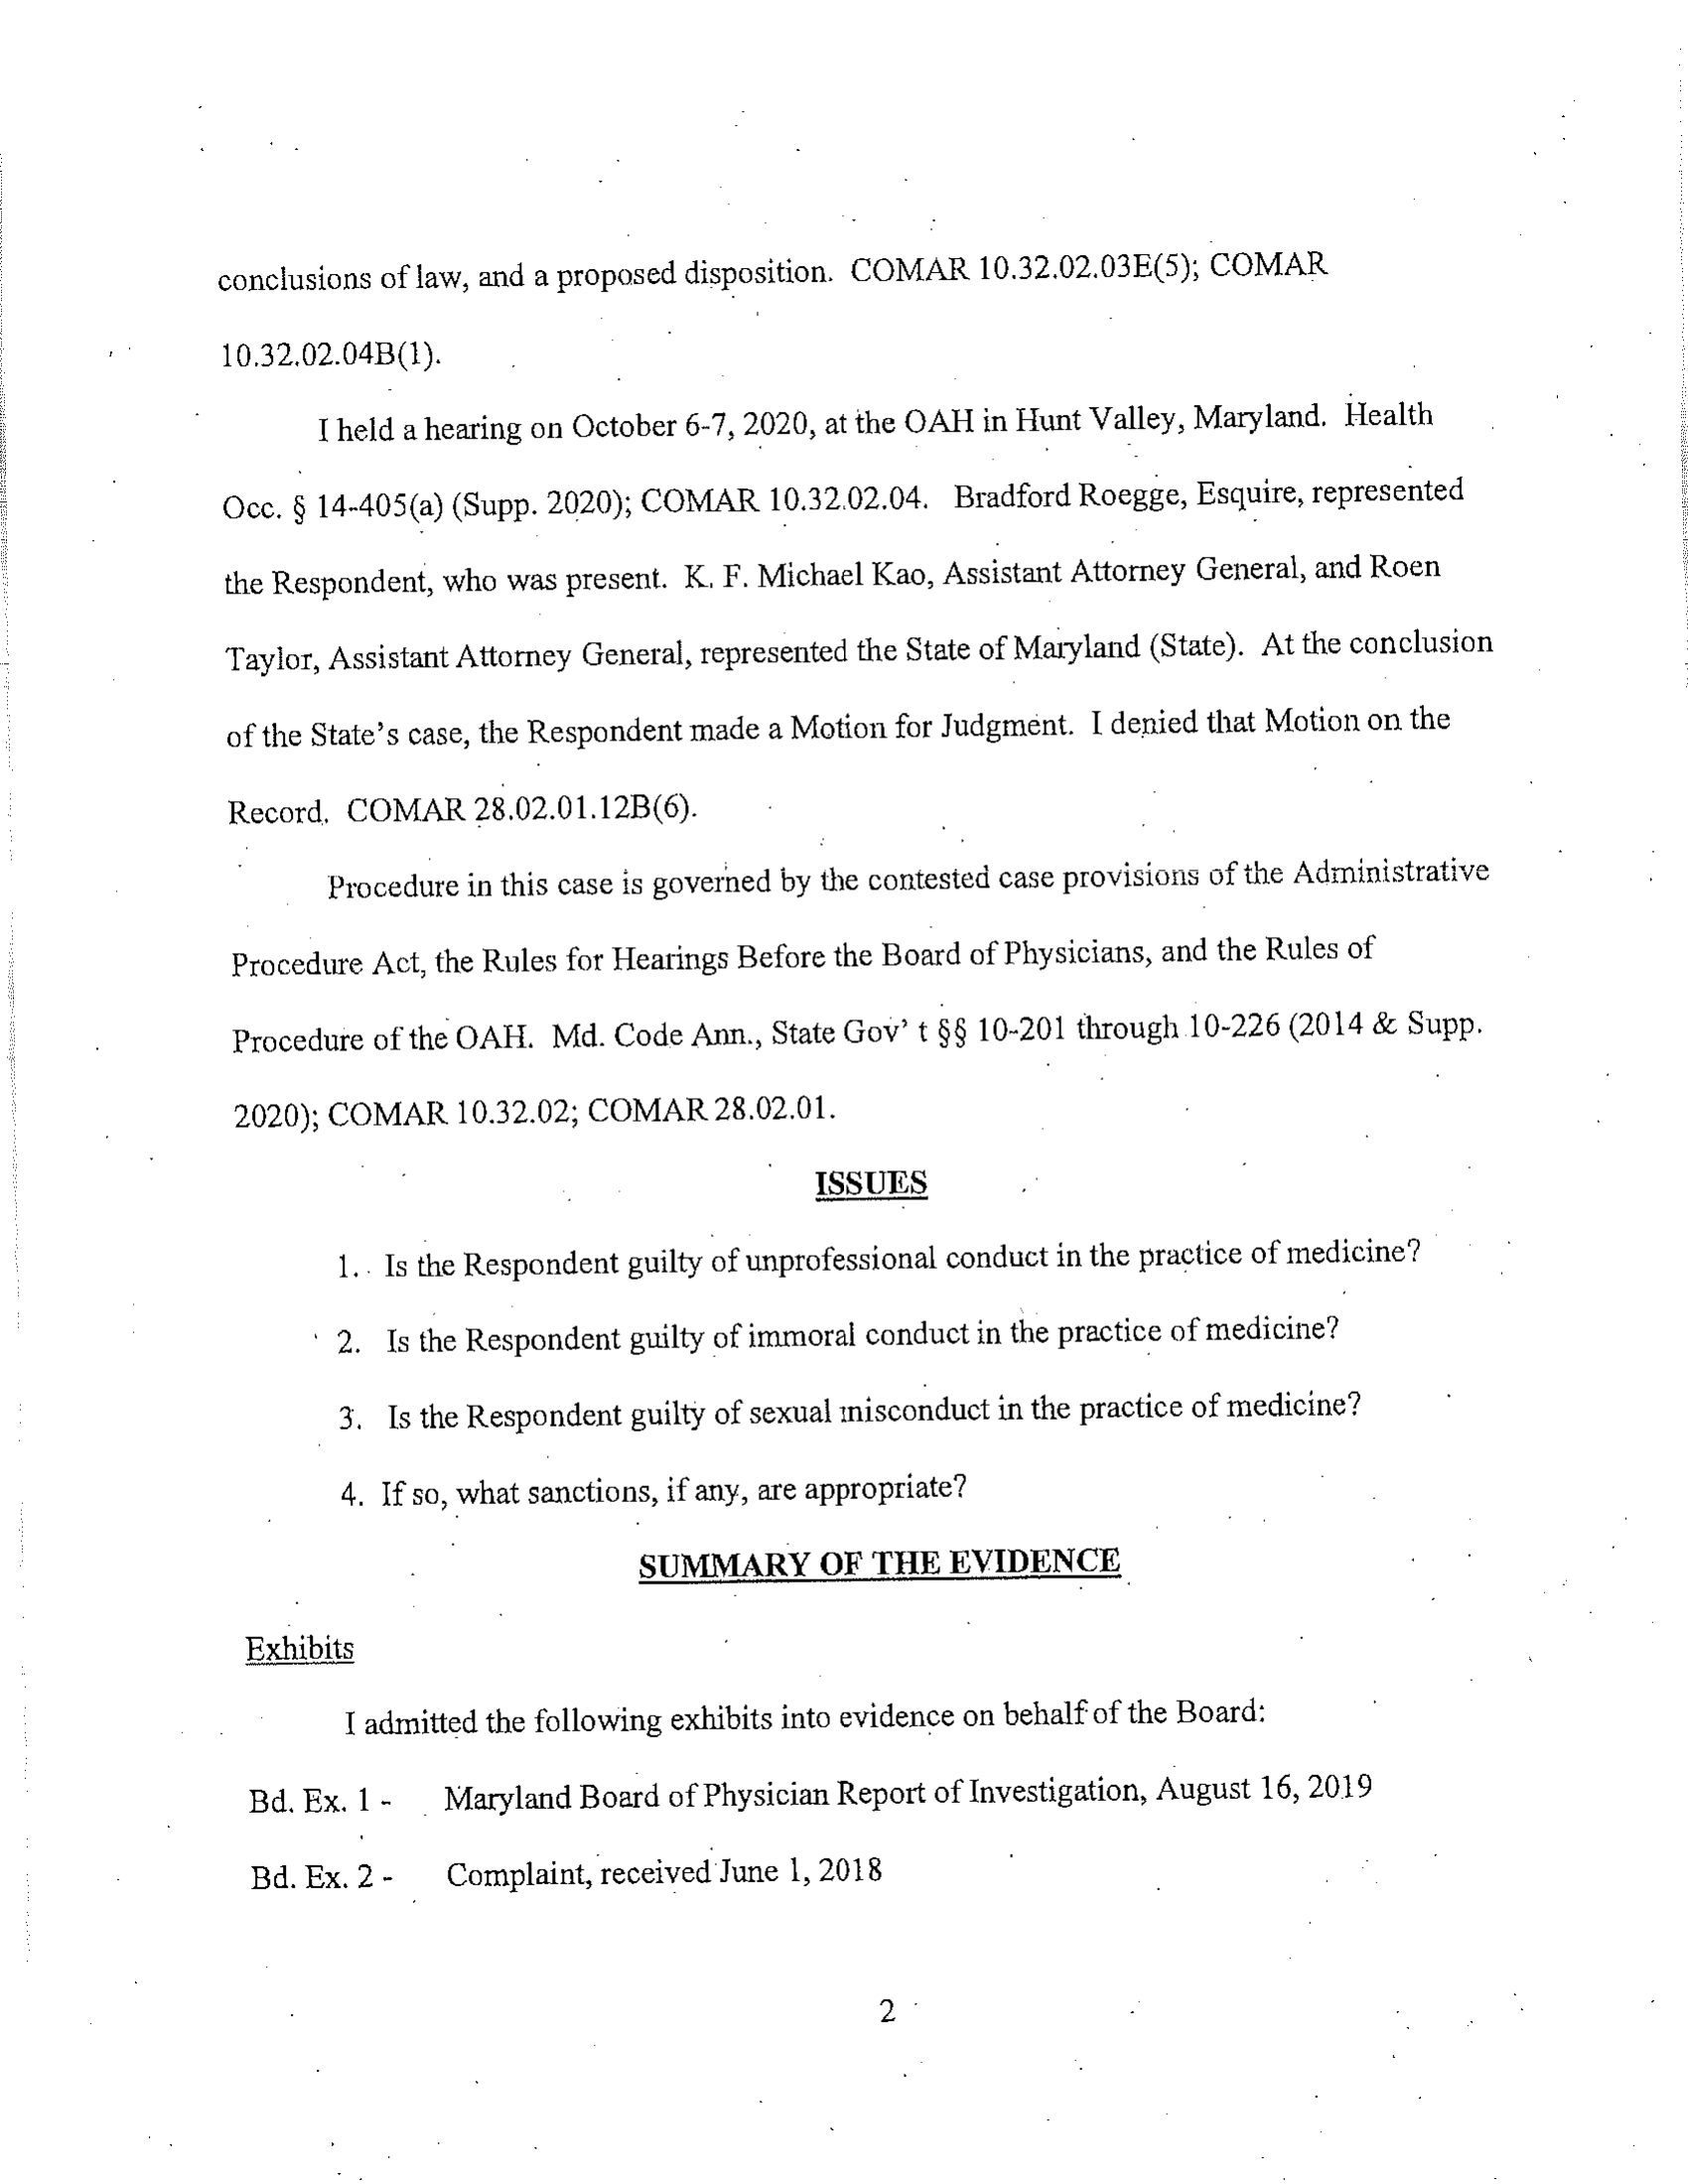 conclusions of law, and a proposed disposition. COMAR 10.32.02.03E(5); COMAR
10.32.02.04B(1).
I held a hearing on October 6-7, 2020, at the OAH in Hunt Valley, Maryland. Health
Occ. § 14-405(a) (Supp. 2020); COMAR 10.32.02.04. Bradford Roegge, Esquire, represented
the Respondent, who was present. K. F. Michael Kao, Assistant Attorney General, and Roen
Taylor, Assistant Attorney General, represented the State of Maryland (State). At the conclusion
of the State's case, the Respondent made a Motion for Judgment. I denied that Motion on the
Record. COMAR 28.02.01.12B(6).
Procedure in this case is governed by the contested case provisions of the Administrative
Procedure Act, the Rules for Hearings Before the Board of Physicians, and the Rules of
Procedure of the OAH. Md. Code Ann., State Gov' t §§ 10-201 through 10-226 (2014 & Supp.
2020); COMAR 10.32.02; COMAR 28.02.01.
ISSUES
1. Is the Respondent guilty of unprofessional conduct in the practice of medicine?
2. Is the Respondent guilty of immoral conduct in the practice of medicine?
3. Is the Respondent guilty of sexual misconduct in the practice of medicine?
4. If so, what sanctions, if any, are appropriate?
SUMMARY OF THE EVIDENCE
Exhibits
I admitted the following exhibits into evidence on behalf of the Board:
Bd. Ex. 1 - Maryland Board of Physician Report of Investigation, August 16, 2019
Bd. Ex. 2 - Complaint, received June 1, 2018
2